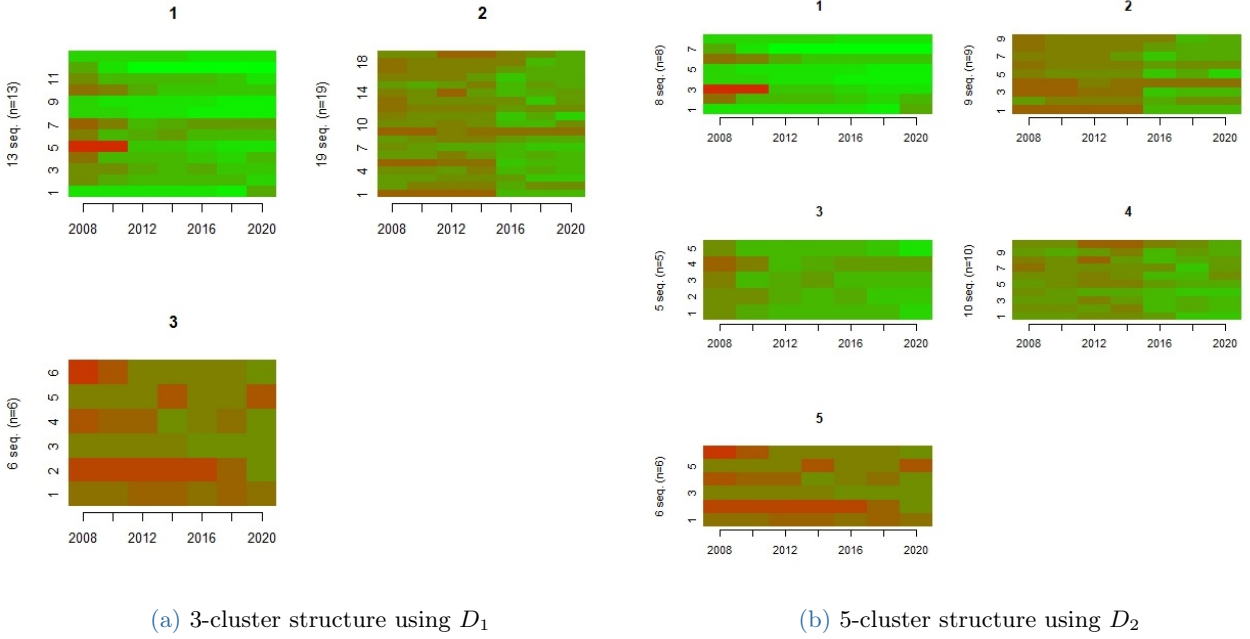 1
13 seq. (n=13)
1 3 5 7 9 11
2008 2012 2016 2020
2
19 seq. (n=19)
1 4 7 10 14 18
2008 2012 2016 2020
3
6 seq. (n=6)
1 2 3 4 5 6
2008 2012 2016 2020
(a) 3-cluster structure using D1
1
8 seq. (n=8)
1 3 5 7
2008 2012 2016 2020
2
9 seq. (n=9)
1 3 5 7 9
2008 2012 2016 2020
3
5 seq. (n=5)
1 2 3 4 5
2008 2012 2016 2020
4
10 seq. (n=10)
1 3 5 7 9
2008 2012 2016 2020
5
6 seq. (n=6)
1 3 5
2008 2012 2016 2020
(b) 5-cluster structure using D2